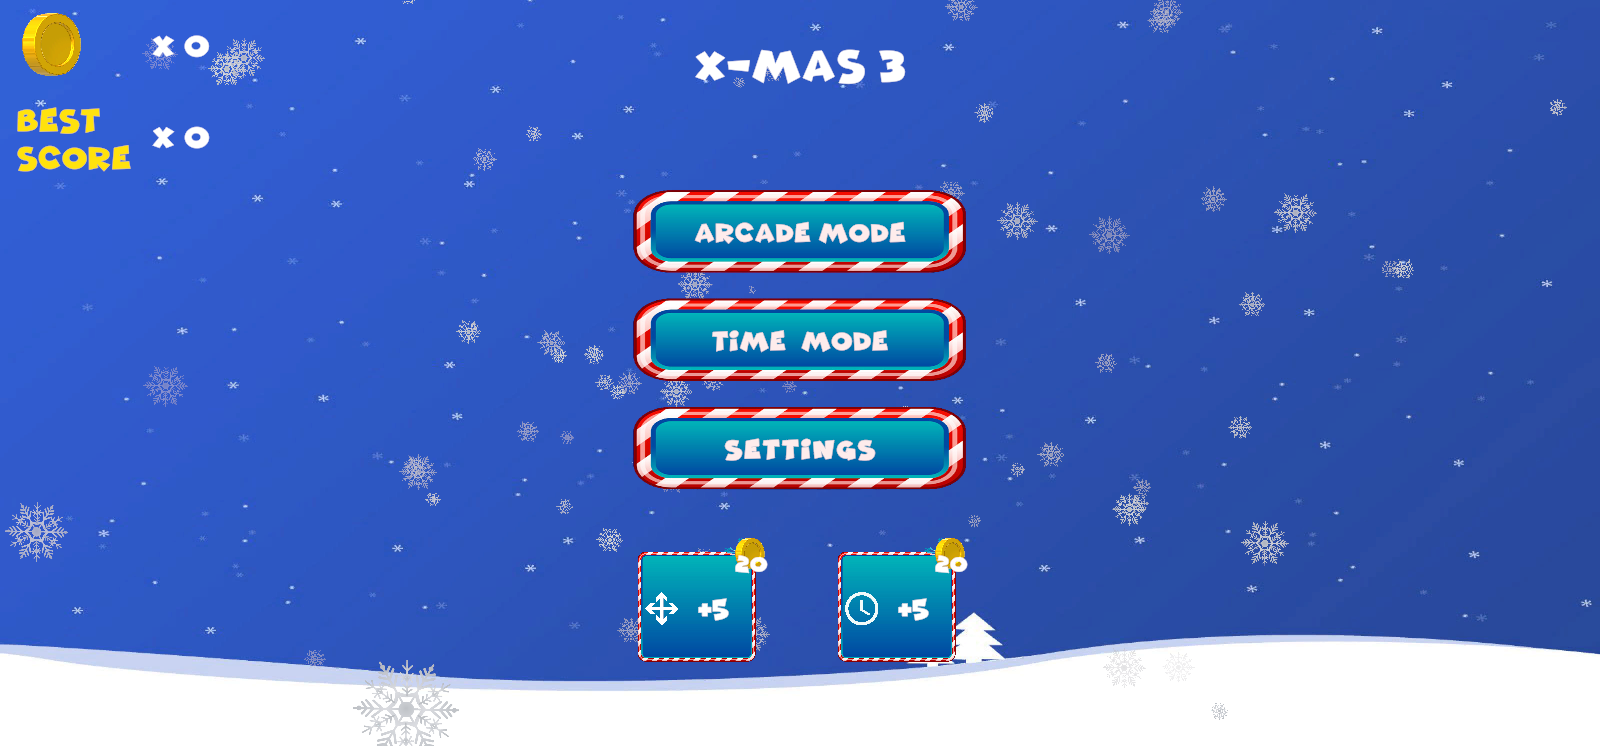 X 0
X-MAS 3
BEST
SCORE
X 0
ARCADE MODE
TiME MODE
SETTiNGS
20
+5
20
+5